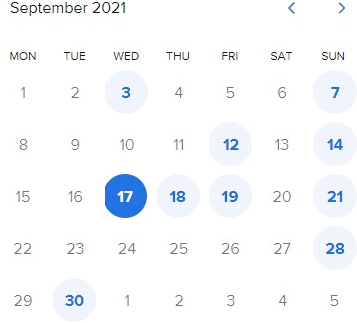 September 2021
MON TUE WED THU FRI SAT SUN
1 2 3 4 5 6 7
8 9 10 11 12 13 14
15 16 17 18 19 20 21
22 23 24 25 26 27 28
29 30 1 2 3 4 5